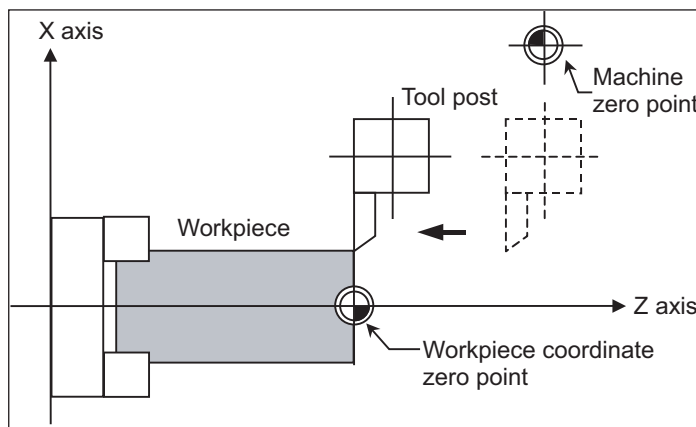 X axis
Machine
zero point
Tool post
Workpiece
Z axis
Workpiece coordinate
zero point